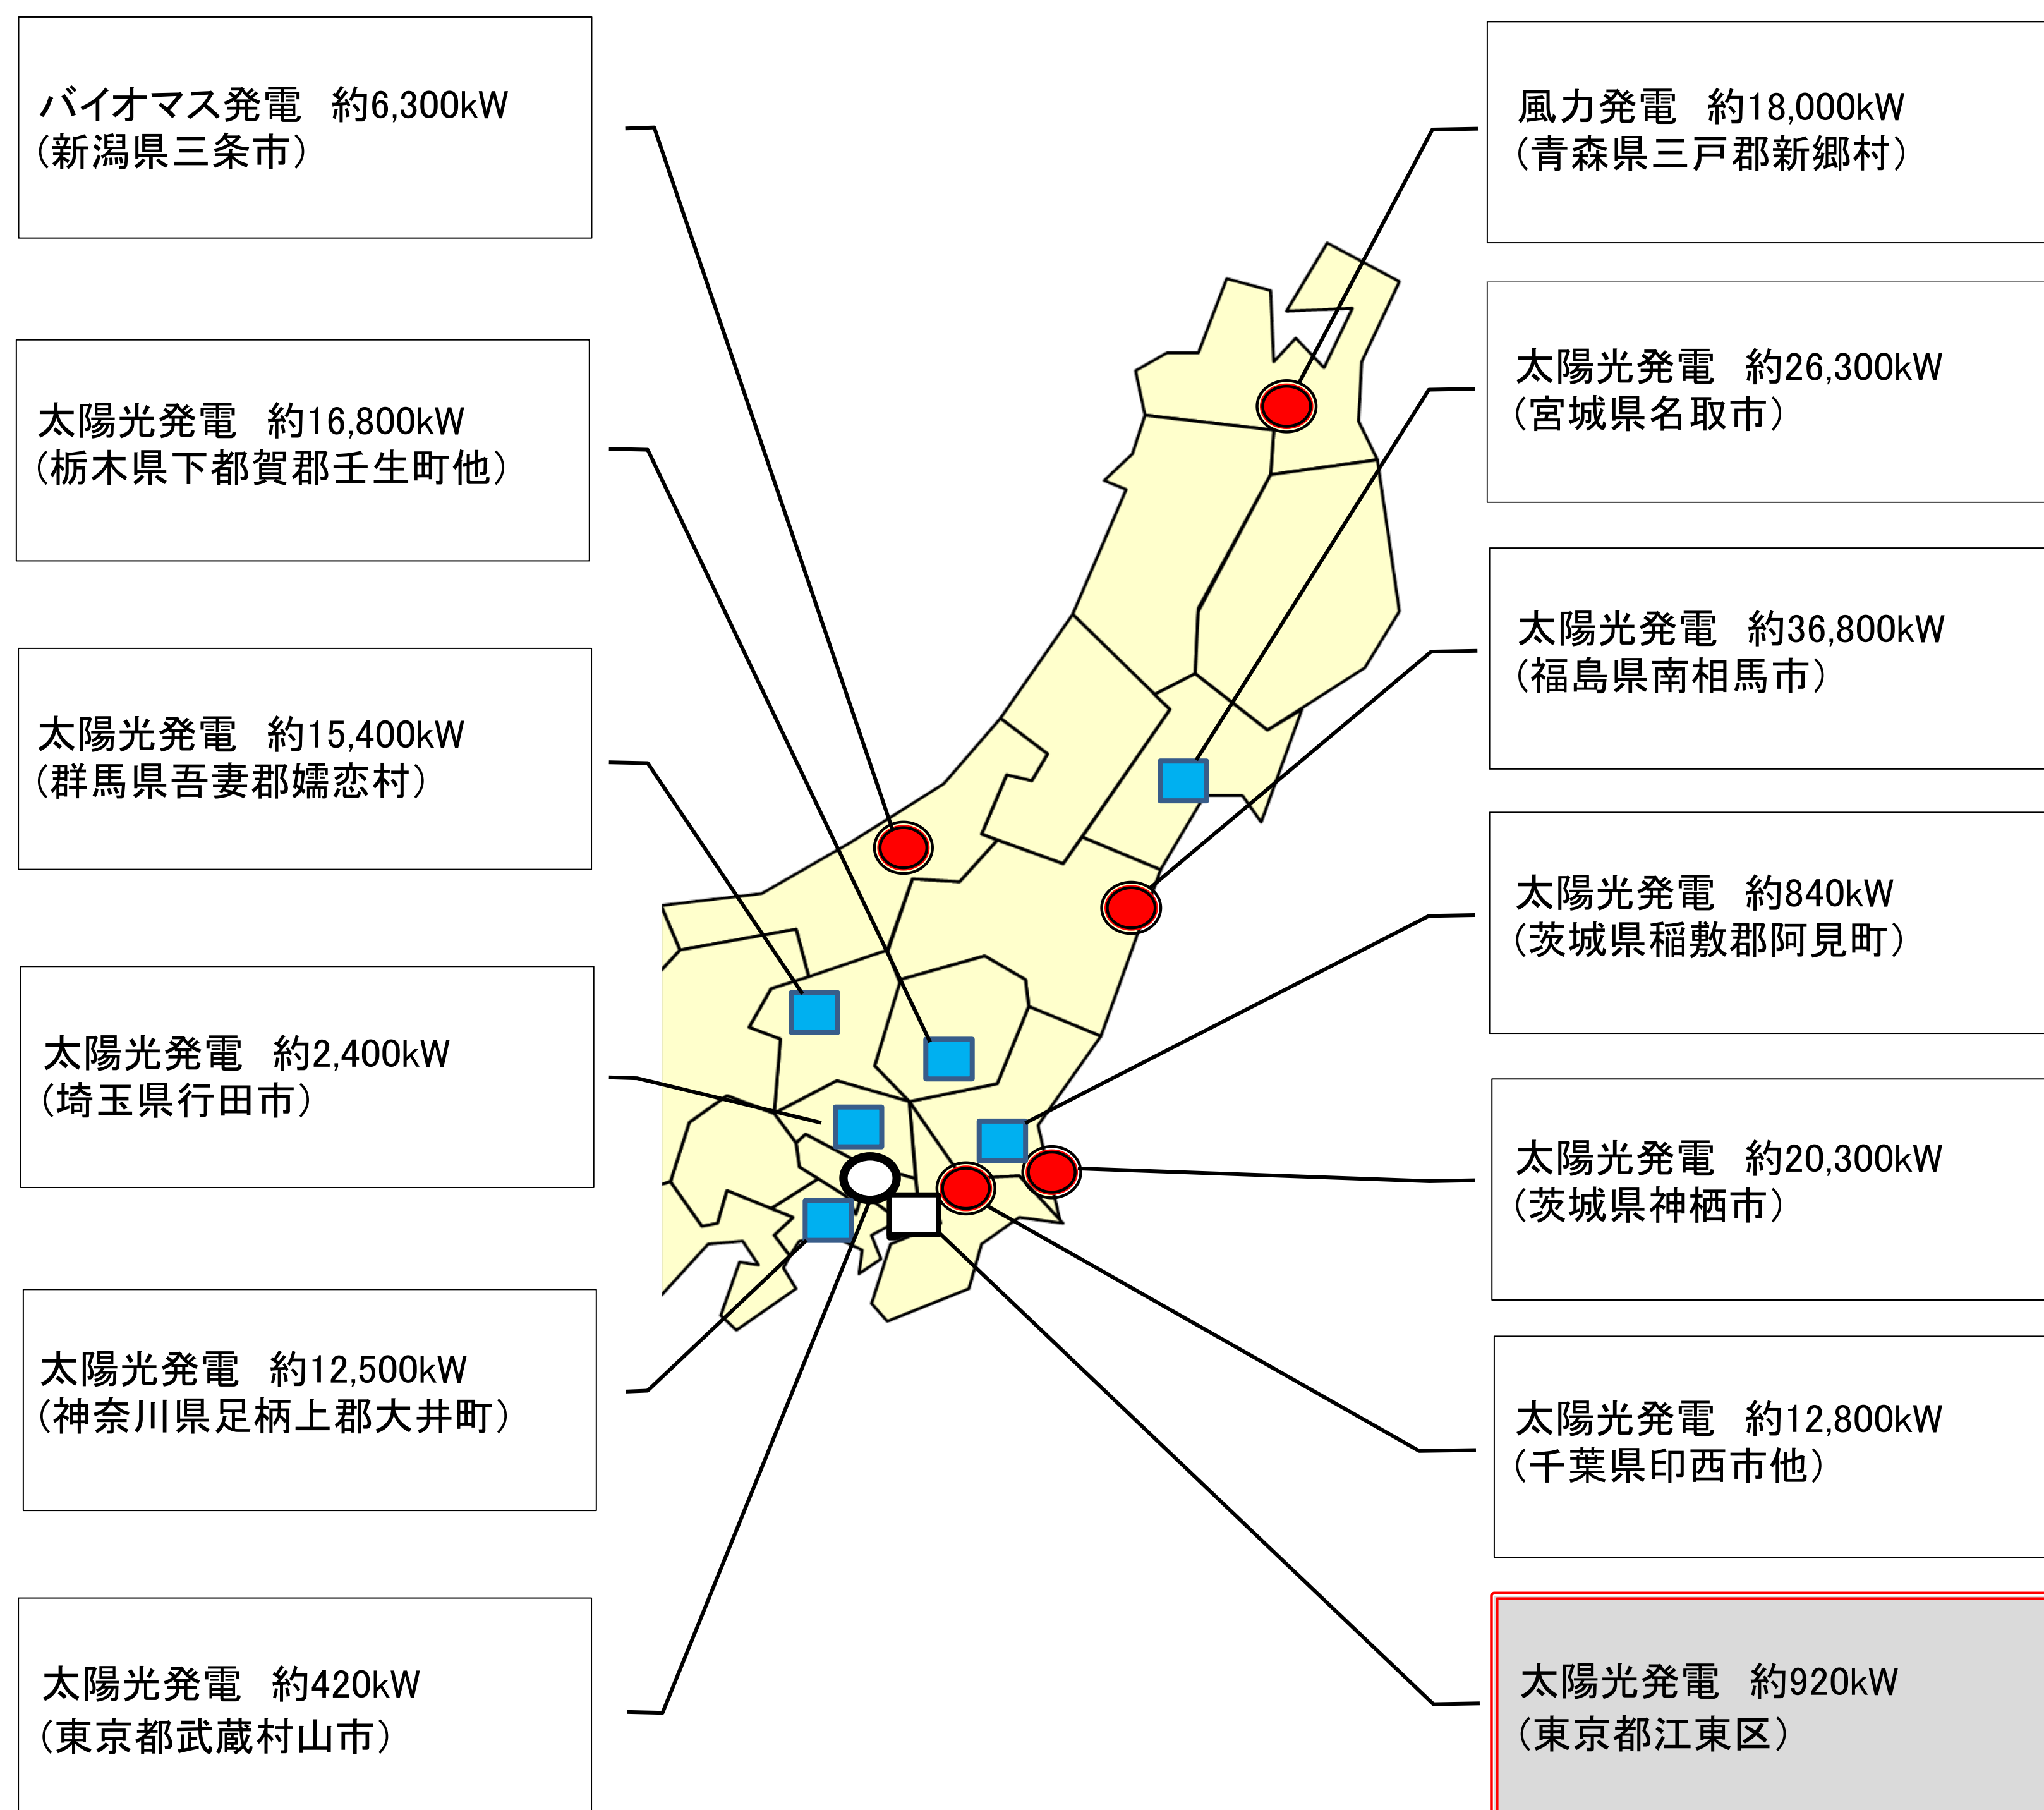 バイオマス発電　約6,300kW
(新潟県三条市)
太陽光発電　約16,800kW
(栃木県下都賀郡壬生町他)
太陽光発電　約15,400kW
(群馬県吾妻郡嬬恋村)
太陽光発電　約2,400kW
(埼玉県行田市)
太陽光発電　約12,500kW
(神奈川県足柄上郡大井町)
太陽光発電　約420kW
(東京都武蔵村山市)
風力発電　約18,000kW
(青森県三戸郡新郷村)
太陽光発電　約26,300kW
(宮城県名取市)
太陽光発電　約36,800kW
(福島県南相馬市)
太陽光発電　約840kW
(茨城県稲敷郡阿見町)
太陽光発電　約20,300kW
(茨城県神栖市)
太陽光発電　約12,800kW
(千葉県印西市他)
太陽光発電　約920kW
(東京都江東区)